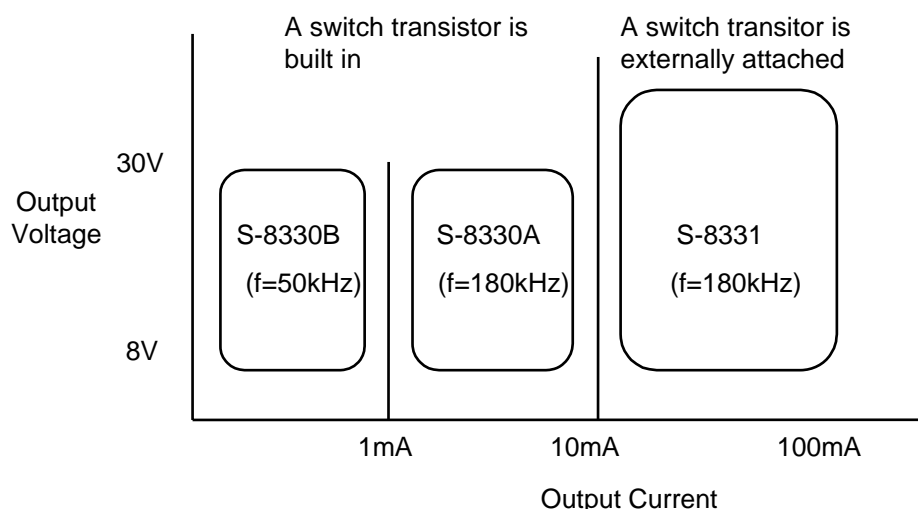 A switch transistor is
built in
A switch transitor is
externally attached
30V
Output
Voltage
S-8330B
(f=50kHz)
S-8330A
(f=180kHz)
S-8331
(f=180kHz)
8V
1mA
10mA
100mA
Output Current